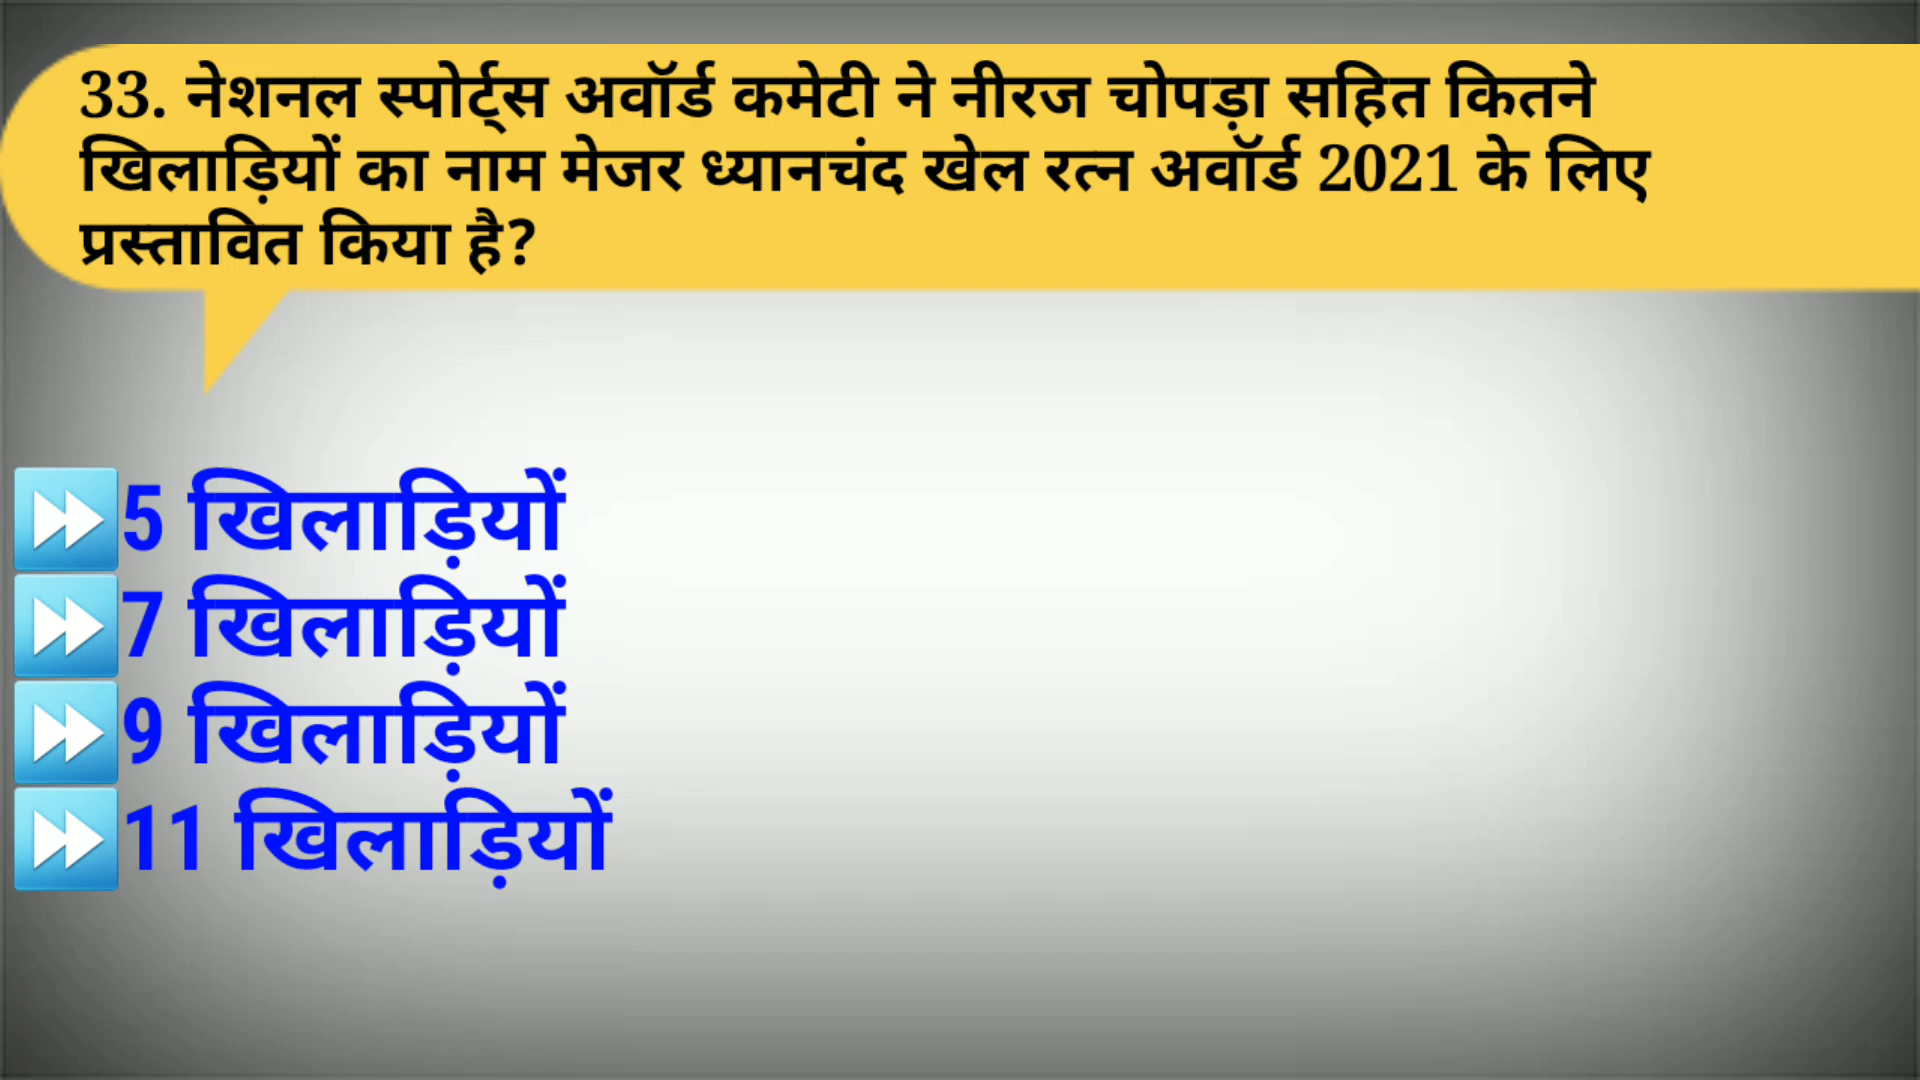 33. नेशनल स्पोर्ट्स अवॉर्ड कमेटी ने नीरज चोपड़ा सहित कितने
खिलाड़ियों का नाम मेजर ध्यानचंद खेल रत्न अवॉर्ड 2021 के लिए
प्रस्तावित किया है?
⏩5 खिलाड़ियों
⏩7 खिलाड़ियों
⏩9 खिलाड़ियों
⏩11 खिलाड़ियों